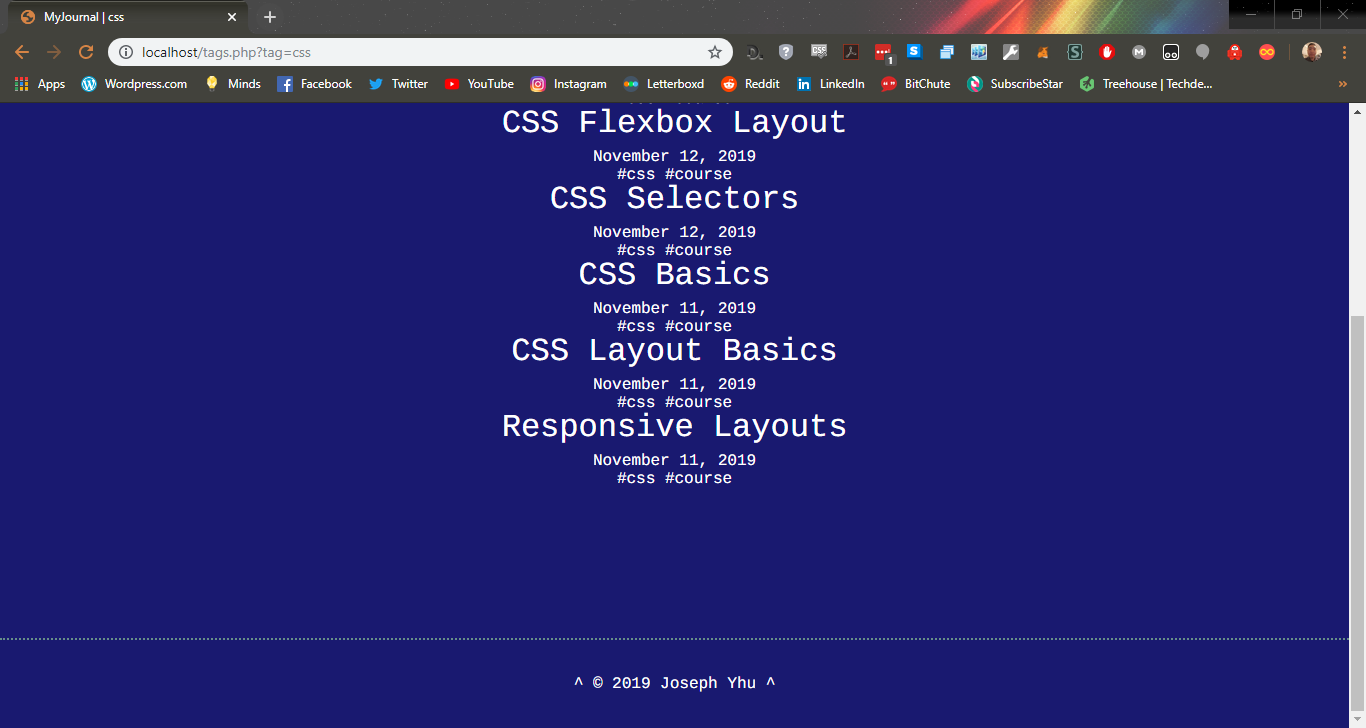 MyJournal | css
localhost/tags.php?tag=css
1
Apps Wordpress.com Minds Facebook Twitter YouTube Instagram Letterboxd Reddit LinkedIn BitChute SubscribeStar Treehouse | Techde...
CSS Flexbox Layout
November 12, 2019
#css #course
CSS Selectors
November 12, 2019
#css #course
CSS Basics
November 11, 2019
#css #course
CSS Layout Basics
November 11, 2019
#css #course
Responsive Layouts
November 11, 2019
#css #course
^ © 2019 Joseph Yhu ^